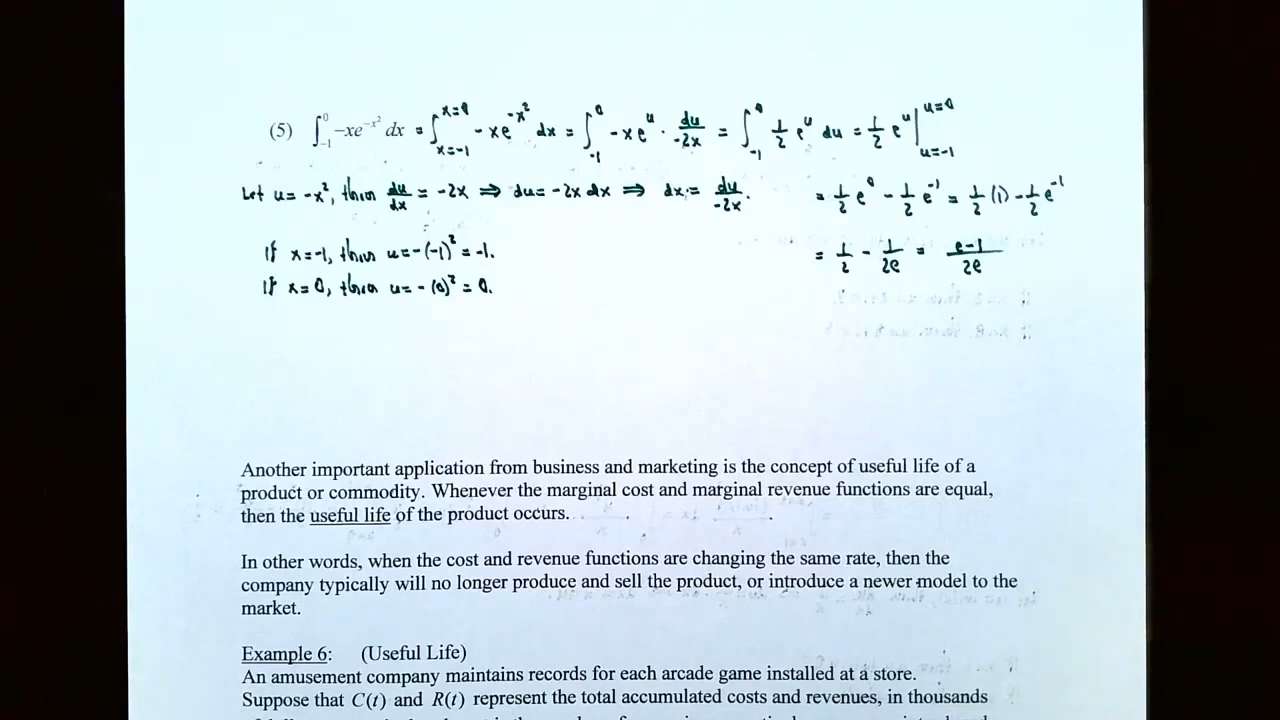 (5) ∫_{-1}^{0} -xe^{-x²} dx = ∫_{x=-1}^{x=0} -xe^{-x²} dx = ∫_{-1}^{0} -xe^u · du/-2x = ∫_{-1}^{0} 1/2 e^u du = 1/2 e^u |_{u=-1}^{u=0}
Let u = -x², then du/dx = -2x ⇒ du = -2x dx ⇒ dx = du/-2x.
= 1/2 e^0 - 1/2 e^{-1} = 1/2 (1) - 1/2 e^{-1}
If x=-1, then u = -(-1)² = -1.
= 1/2 - 1/2e = e-1/2e
If x=0, then u = -(0)² = 0.
Another important application from business and marketing is the concept of useful life of a
product or commodity. Whenever the marginal cost and marginal revenue functions are equal,
then the useful life of the product occurs.
In other words, when the cost and revenue functions are changing the same rate, then the
company typically will no longer produce and sell the product, or introduce a newer model to the
market.
Example 6: (Useful Life)
An amusement company maintains records for each arcade game installed at a store.
Suppose that C(t) and R(t) represent the total accumulated costs and revenues, in thousands